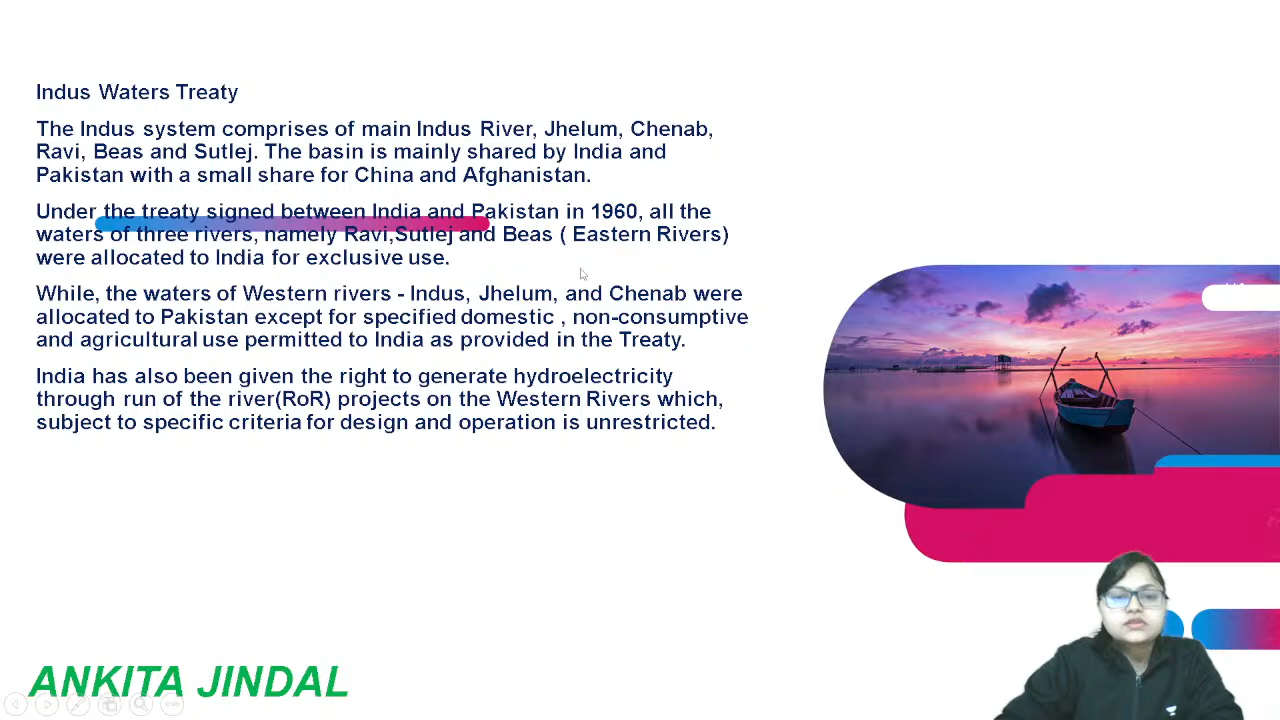 Indus Waters Treaty
The Indus system comprises of main Indus River, Jhelum, Chenab,
Ravi, Beas and Sutlej. The basin is mainly shared by India and
Pakistan with a small share for China and Afghanistan.
Under the treaty signed between India and Pakistan in 1960, all the
waters of three rivers, namely Ravi,Sutlej and Beas ( Eastern Rivers)
were allocated to India for exclusive use.
While, the waters of Western rivers - Indus, Jhelum, and Chenab were
allocated to Pakistan except for specified domestic , non-consumptive
and agricultural use permitted to India as provided in the Treaty.
India has also been given the right to generate hydroelectricity
through run of the river(RoR) projects on the Western Rivers which,
subject to specific criteria for design and operation is unrestricted.
ANKITA JINDAL